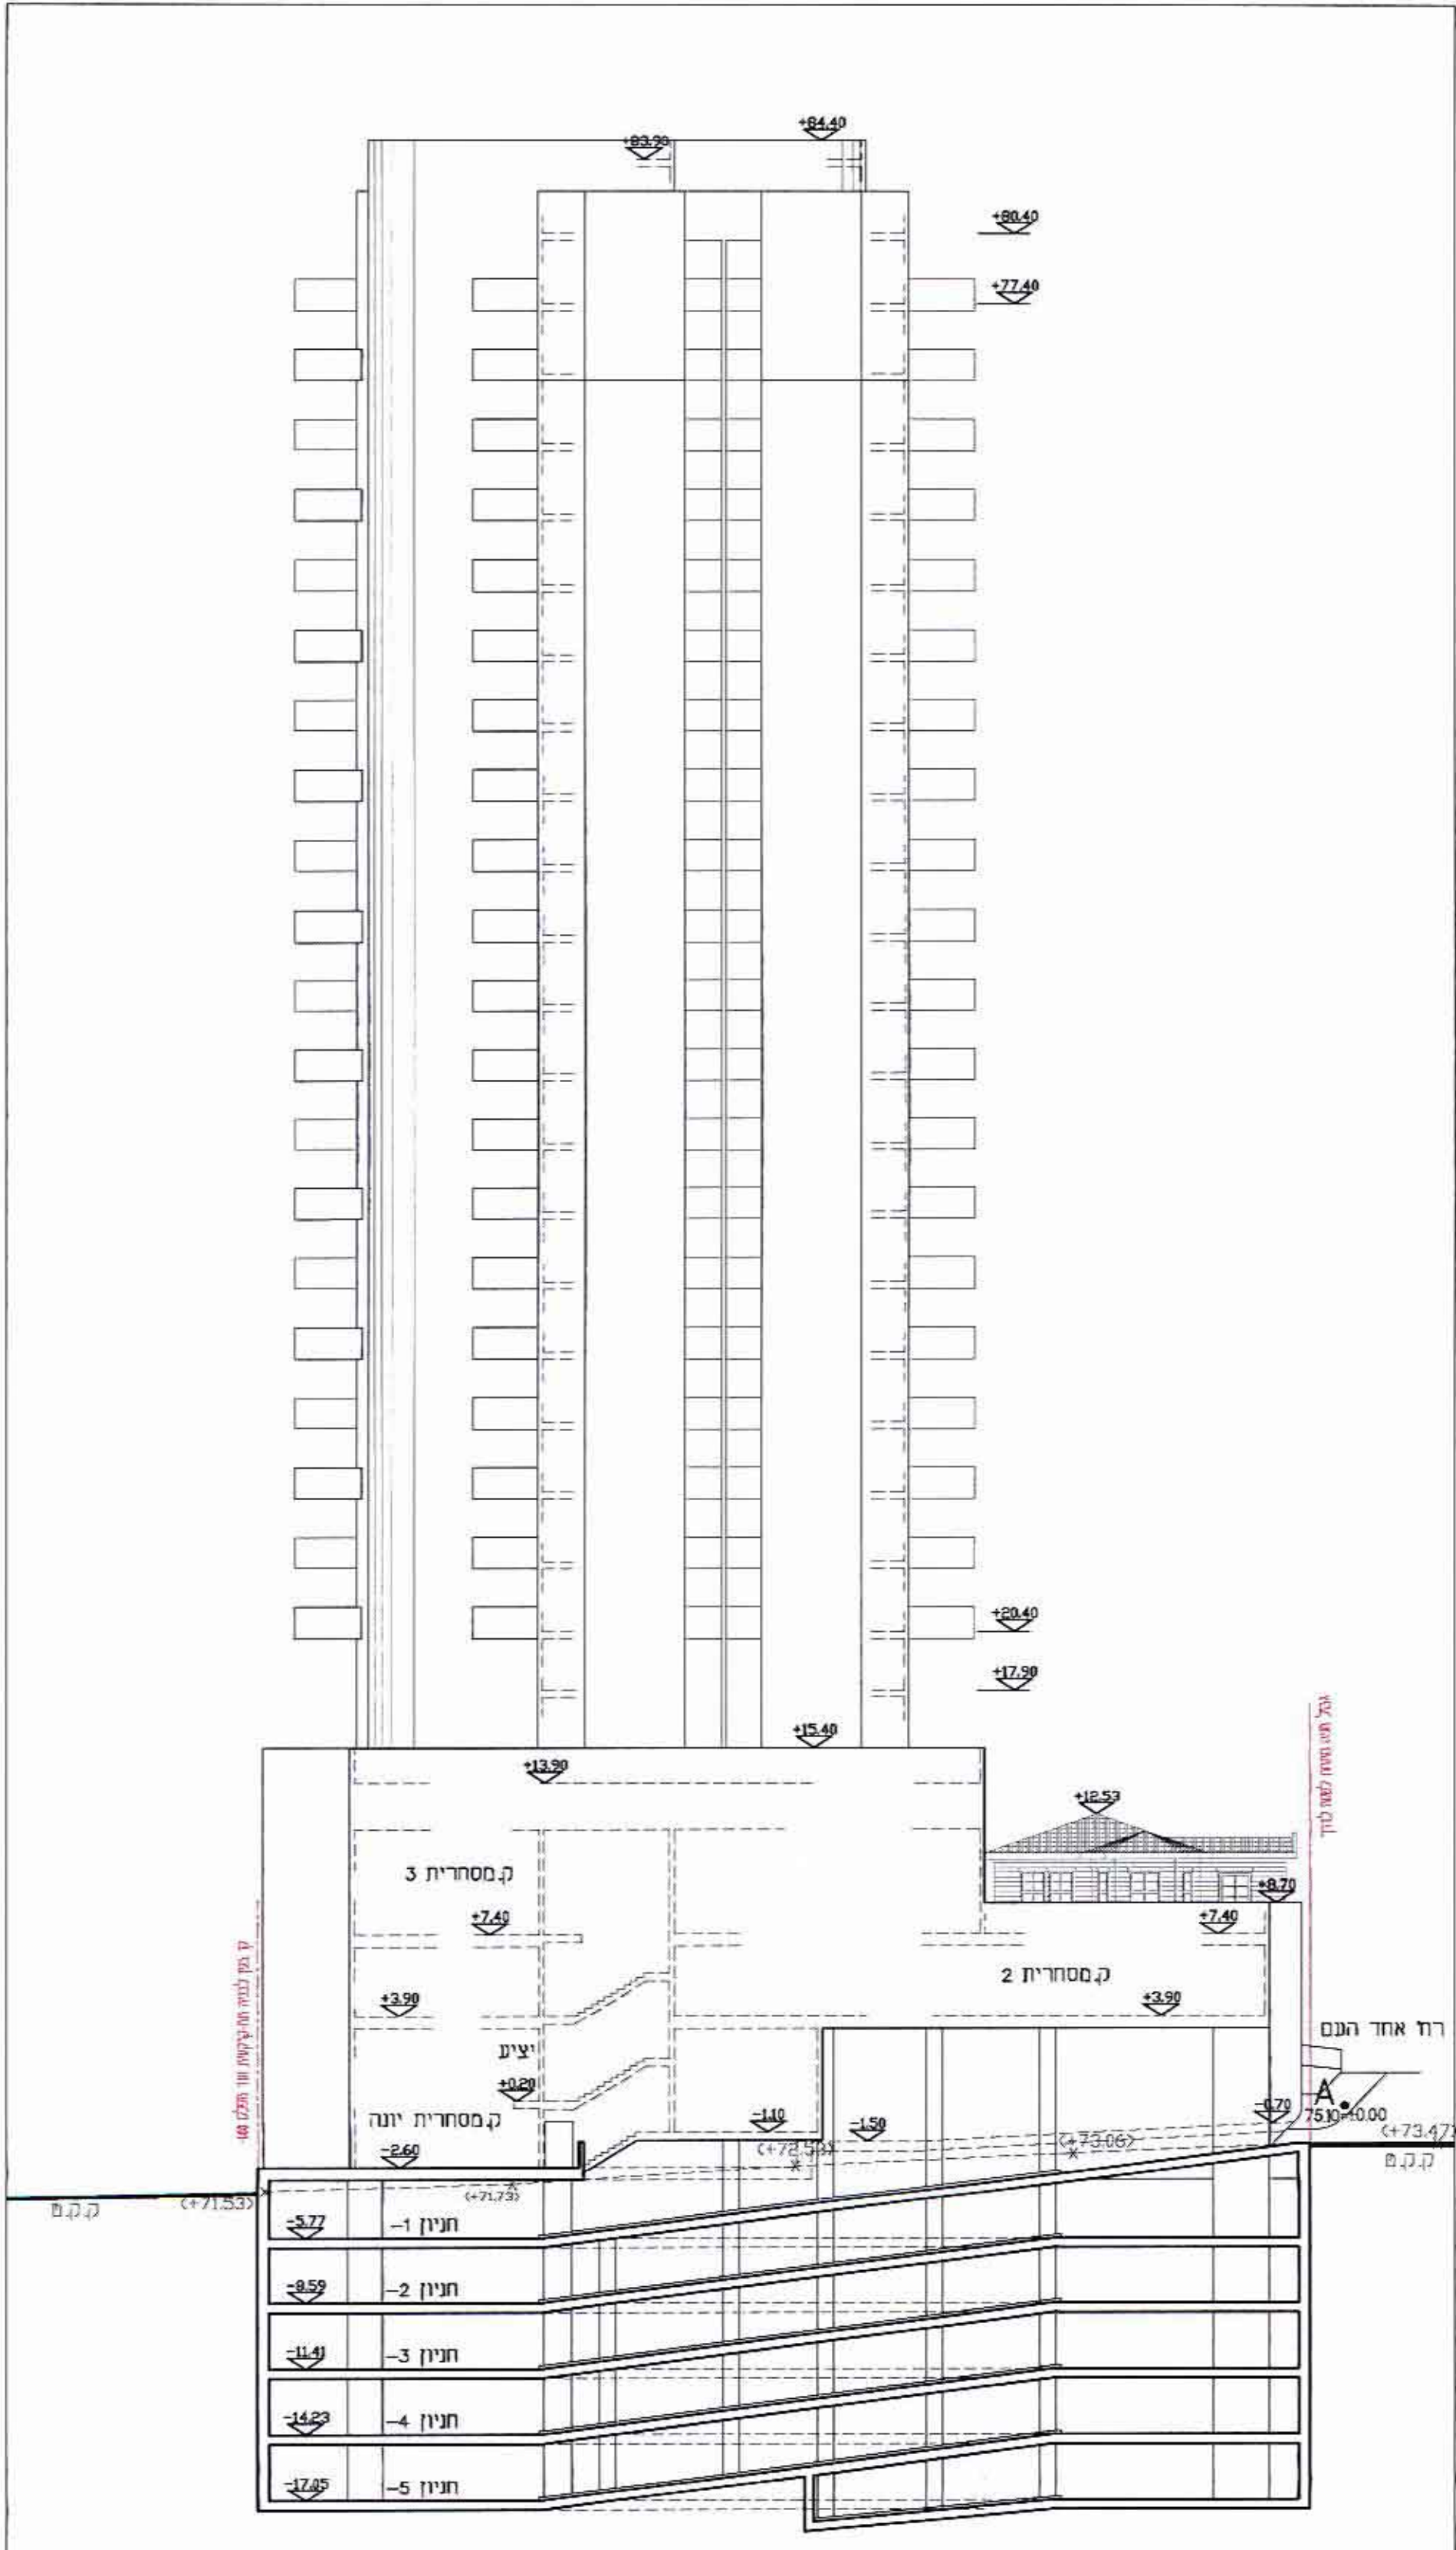 +84.40
+83.90
+80.40
+77.40
+20.40
+17.90
+15.40
+13.90
+12.53
ק.מסחרית 3
+8.70
+7.40
+7.40
ק.מסחרית 2
+3.90
+3.90
רח' אחד העם
יציע
+0.20
A
75.10=±0.00
-0.70
ק.מסחרית יונה
-1.10
-1.50
-2.60
(+72.53)
(+73.06)
(+73.47)
ק.ק.מ
(+71.53)
(+71.73)
ק.ק.מ
-5.77
חניון 1-
-8.59
חניון 2-
-11.41
חניון 3-
-14.23
חניון 4-
-17.05
חניון 5-